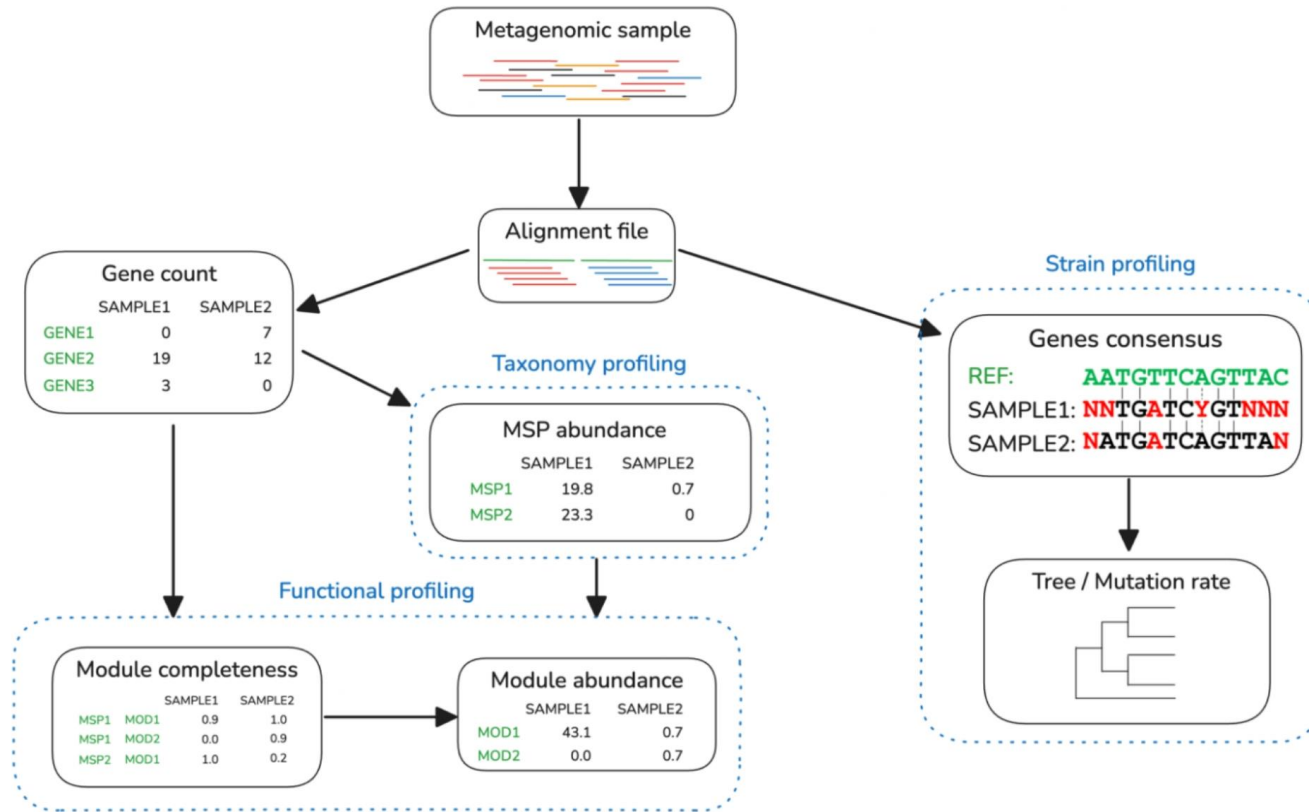 Metagenomic sample
Alignment file
Gene count
SAMPLE1 SAMPLE2
GENE1 0 7
GENE2 19 12
GENE3 3 0
Taxonomy profiling
MSP abundance
SAMPLE1 SAMPLE2
MSP1 19.8 0.7
MSP2 23.3 0
Strain profiling
Genes consensus
REF: AATGTTCAGTTAC
SAMPLE1: NNTGATCYGTNNN
SAMPLE2: NATGATCAGTTAN
Tree / Mutation rate
Functional profiling
Module completeness
SAMPLE1 SAMPLE2
MSP1 MOD1 0.9 1.0
MSP1 MOD2 0.0 0.9
MSP2 MOD1 1.0 0.2
Module abundance
SAMPLE1 SAMPLE2
MOD1 43.1 0.7
MOD2 0.0 0.7